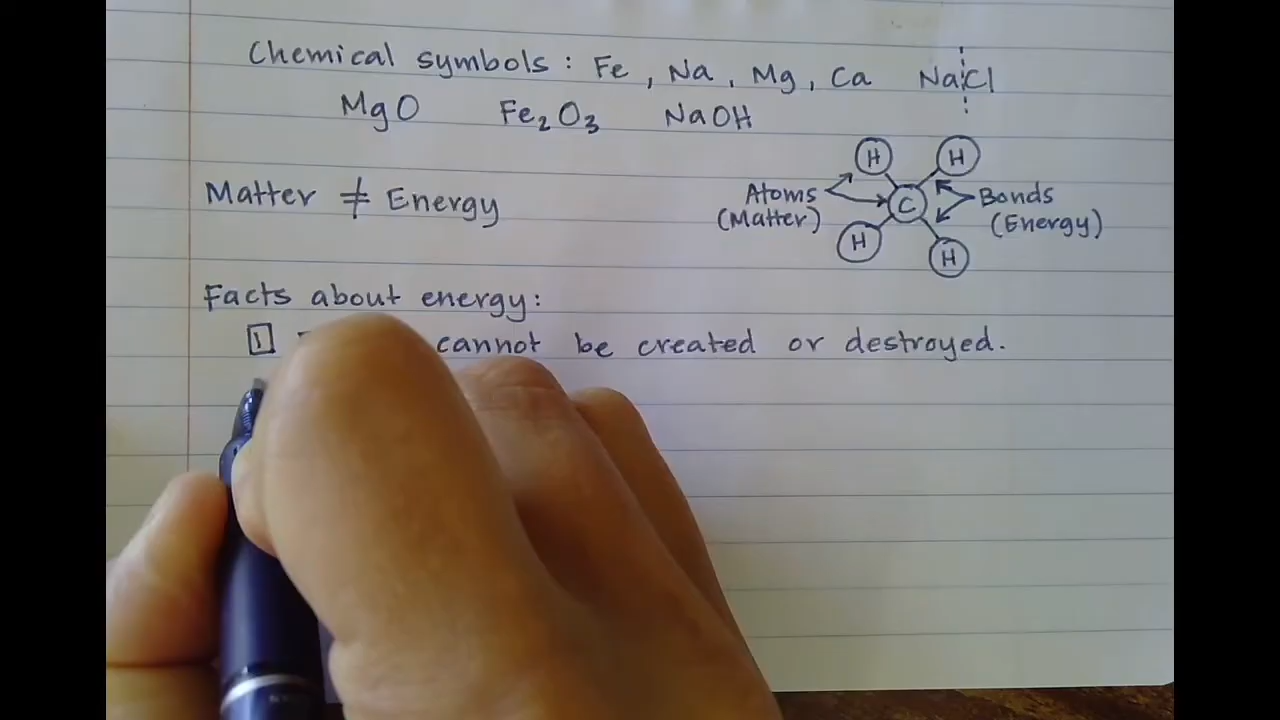 Chemical symbols : Fe , Na , Mg , Ca NaCl
MgO Fe₂O₃ NaOH
Matter ≠ Energy
H H
Atoms
(Matter)
C
Bonds
(Energy)
H H
Facts about energy:
1 cannot be created or destroyed.